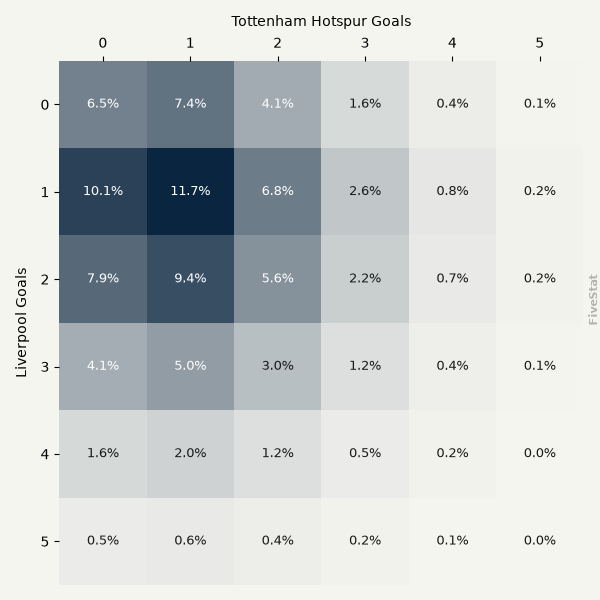 Tottenham Hotspur Goals
0 1 2 3 4 5
0 6.5% 7.4% 4.1% 1.6% 0.4% 0.1%
1 10.1% 11.7% 6.8% 2.6% 0.8% 0.2%
2 7.9% 9.4% 5.6% 2.2% 0.7% 0.2%
3 4.1% 5.0% 3.0% 1.2% 0.4% 0.1%
4 1.6% 2.0% 1.2% 0.5% 0.2% 0.0%
5 0.5% 0.6% 0.4% 0.2% 0.1% 0.0%
Liverpool Goals
FiveStat